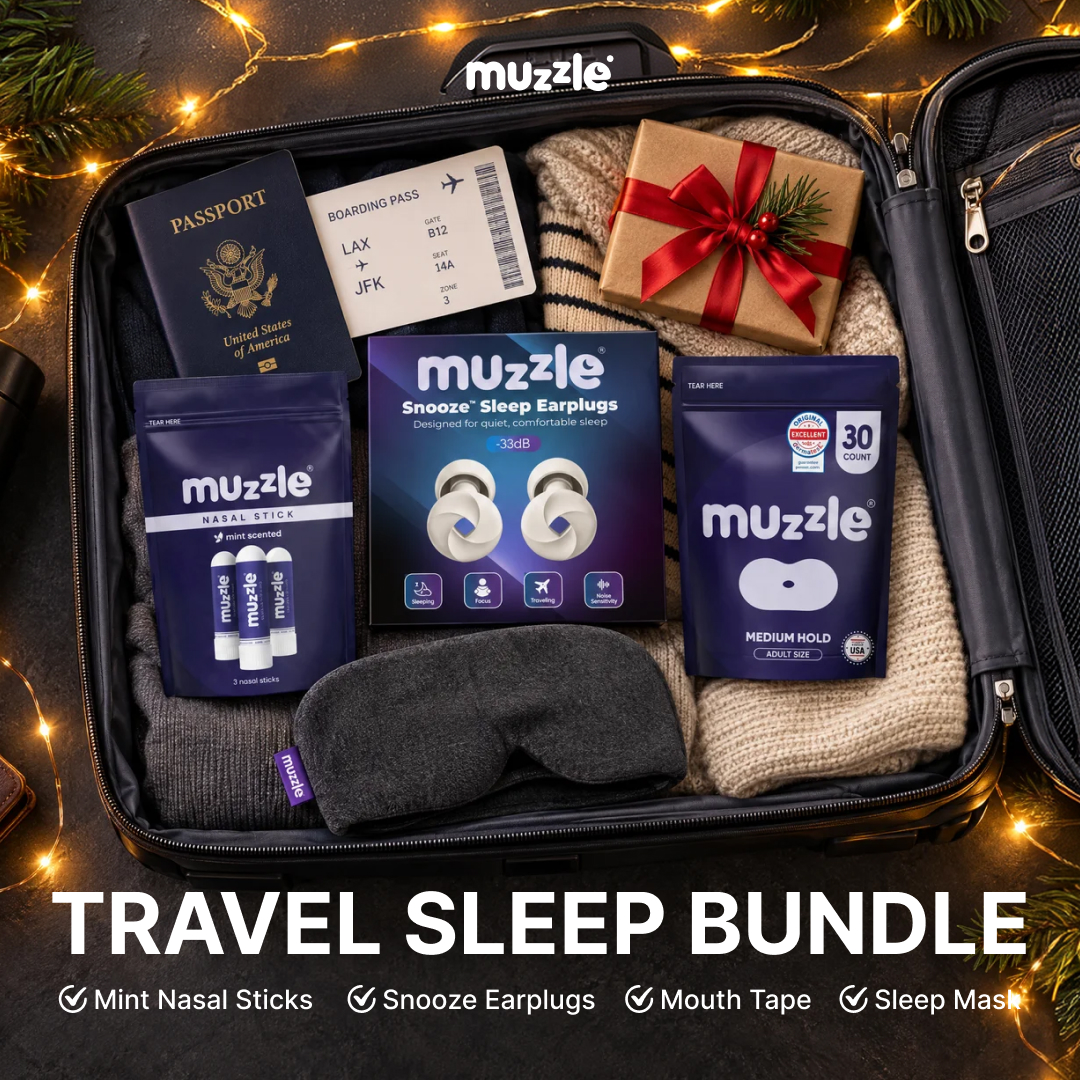 muzzle
PASSPORT
United States
of America
BOARDING PASS
LAX
JFK
GATE
B12
SEAT
14A
ZONE
3
TEAR HERE
muzzle®
NASAL STICK
mint scented
muzzle
muzzle
muzzle
3 nasal sticks
muzzle®
Snooze™ Sleep Earplugs
Designed for quiet, comfortable sleep
-33dB
Sleeping
Focus
Traveling
Noise
Sensitivity
TEAR HERE
ORIGINAL
EXCELLENT
dermatest
30
COUNT
muzzle®
MEDIUM HOLD
ADULT SIZE
USA
muzzle
TRAVEL SLEEP BUNDLE
Mint Nasal Sticks
Snooze Earplugs
Mouth Tape
Sleep Mask